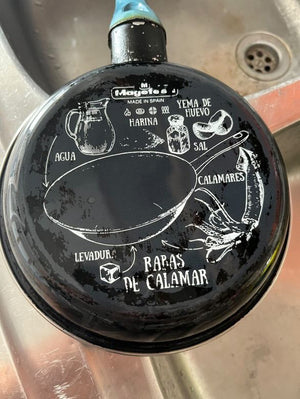 Magefesa
MADE IN SPAIN
HARINA
YEMA DE
HUEVO
SAL
AGUA
CALAMARES
LEVADURA
RABAS
DE CALAMAR